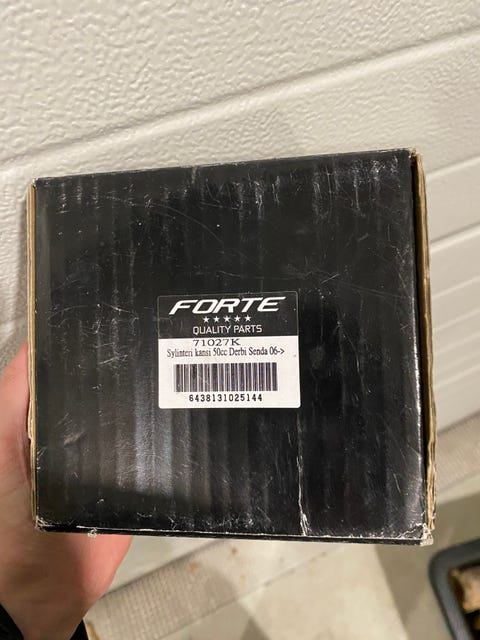 FORTE
★★★★★
QUALITY PARTS
71027K
Sylinteri kansi 50cc Derbi Senda 06->
6438131025144